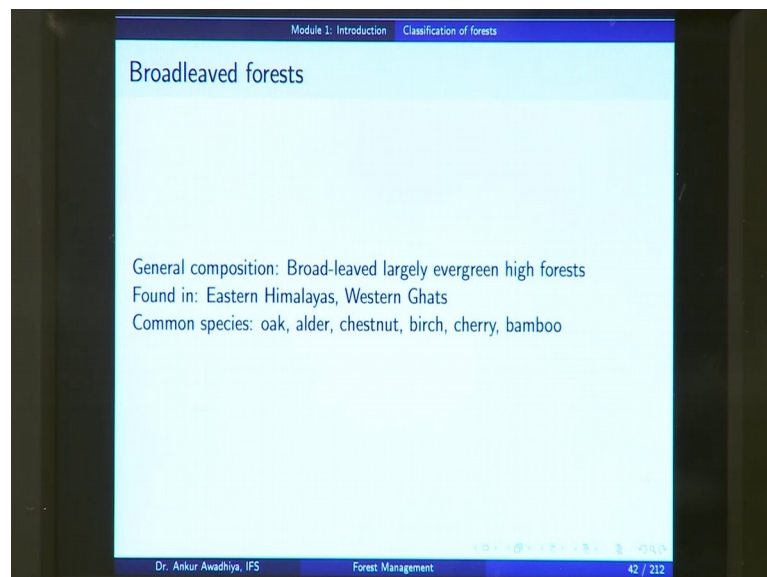 Module 1: Introduction Classification of forests
Broadleaved forests
General composition: Broad-leaved largely evergreen high forests
Found in: Eastern Himalayas, Western Ghats
Common species: oak, alder, chestnut, birch, cherry, bamboo
Dr. Ankur Awadhiya, IFS Forest Management 42 / 212